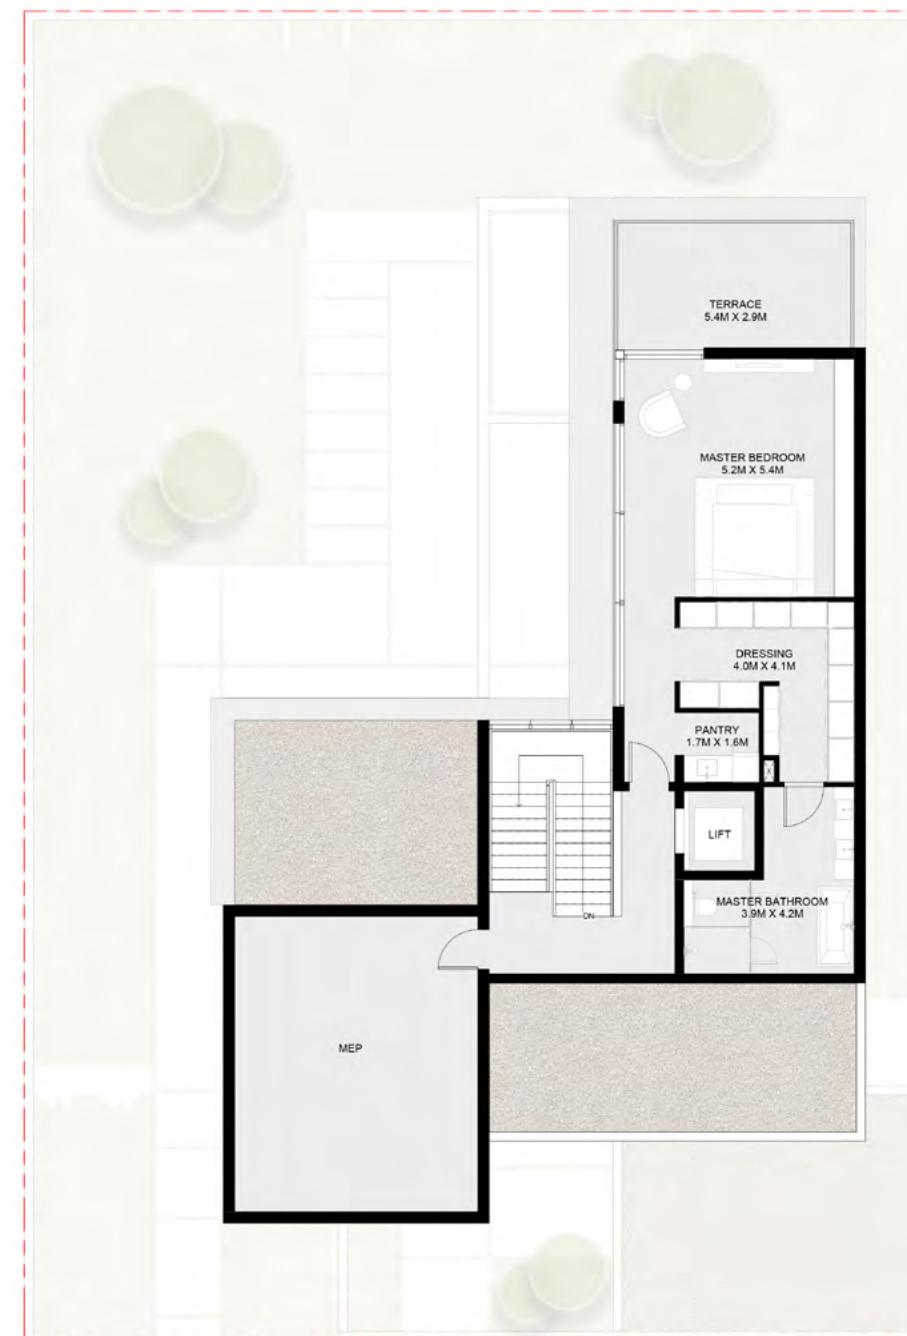 TERRACE
5.4M X 2.9M
MASTER BEDROOM
5.2M X 5.4M
DRESSING
4.0M X 4.1M
PANTRY
1.7M X 1.6M
LIFT
MASTER BATHROOM
3.9M X 4.2M
DN
MEP